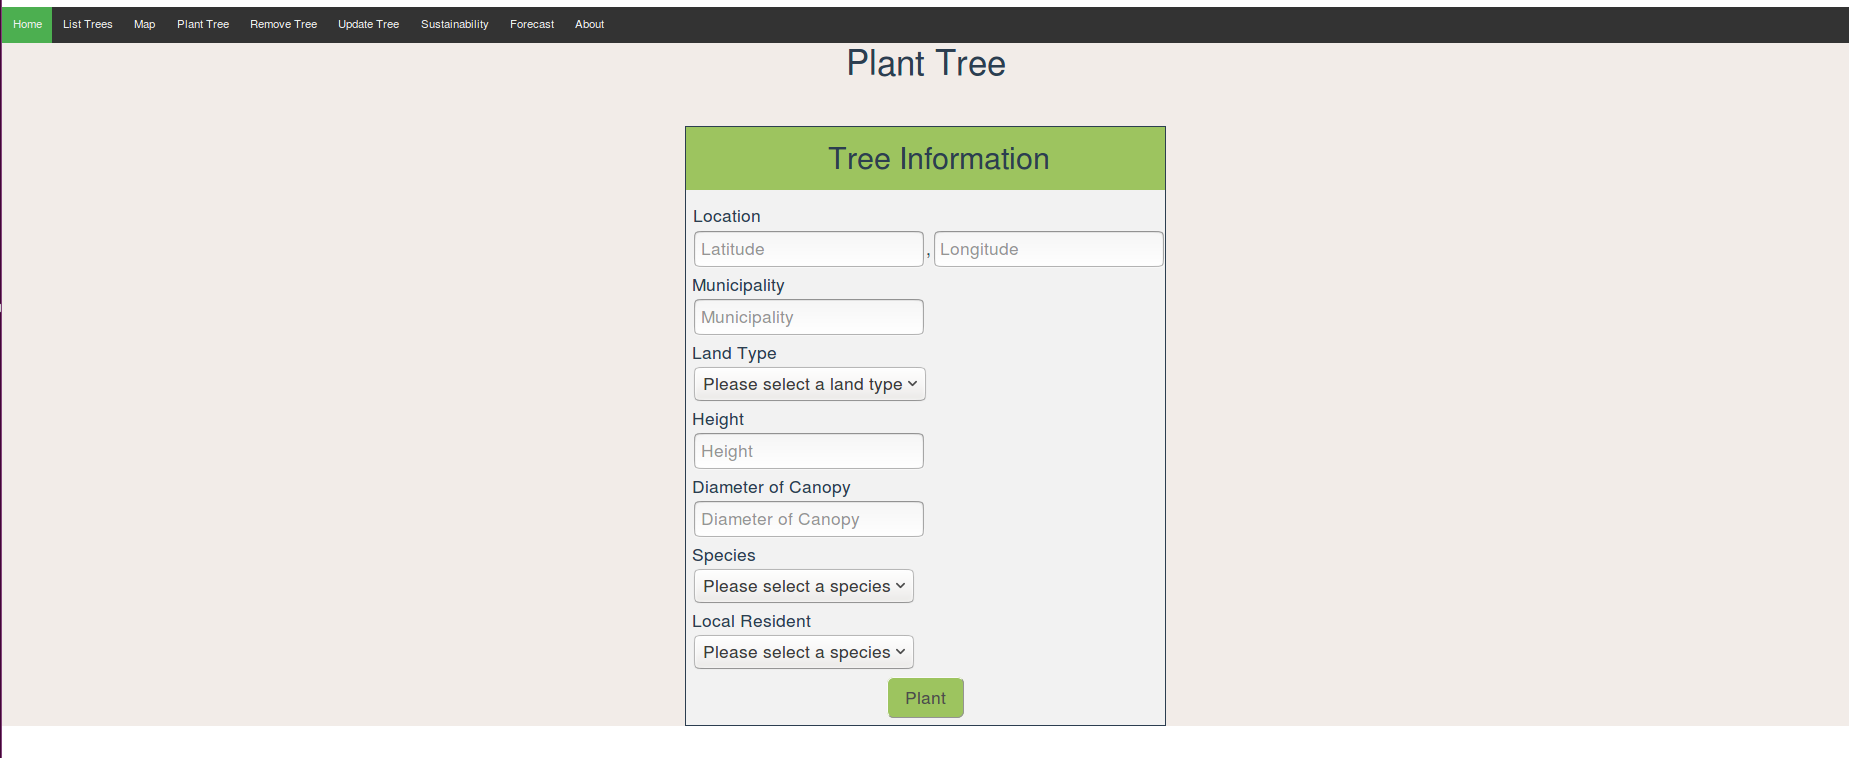 Home List Trees Map Plant Tree Remove Tree Update Tree Sustainability Forecast About
Plant Tree
Tree Information
Location
Latitude , Longitude
Municipality
Municipality
Land Type
Please select a land type
Height
Height
Diameter of Canopy
Diameter of Canopy
Species
Please select a species
Local Resident
Please select a species
Plant